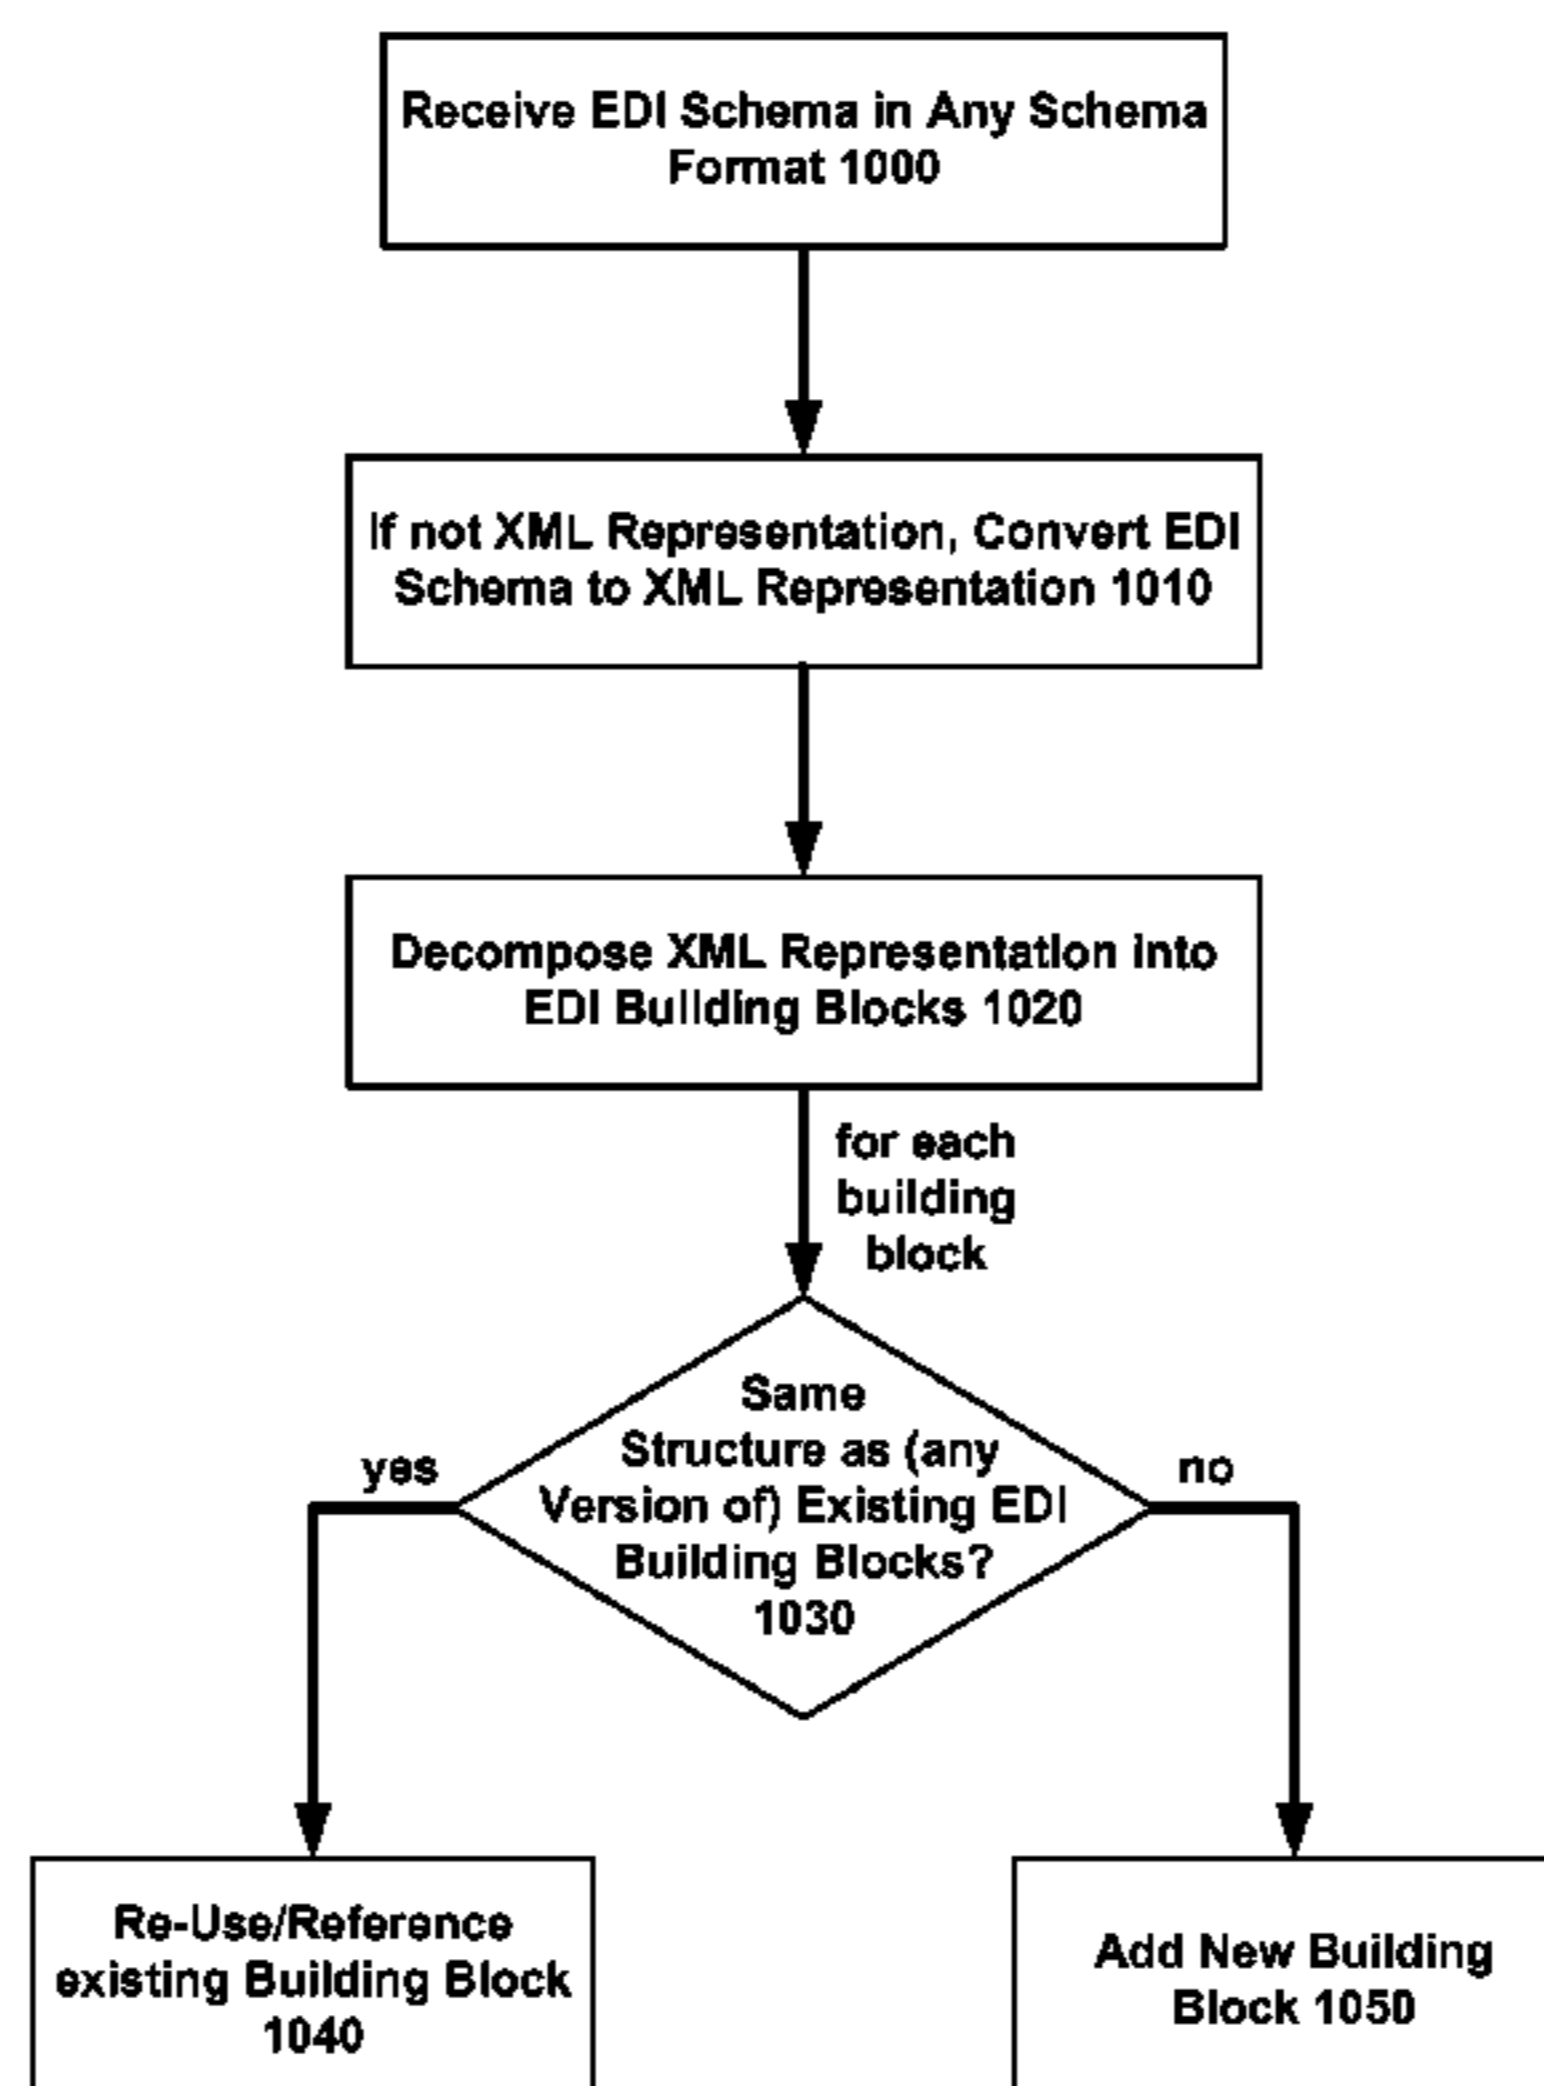 Receive EDI Schema in Any Schema
Format 1000
If not XML Representation, Convert EDI
Schema to XML Representation 1010
Decompose XML Representation into
EDI Building Blocks 1020
for each
building
block
Same
Structure as (any
Version of) Existing EDI
Building Blocks?
1030
yes
no
Re-Use/Reference
existing Building Block
1040
Add New Building
Block 1050